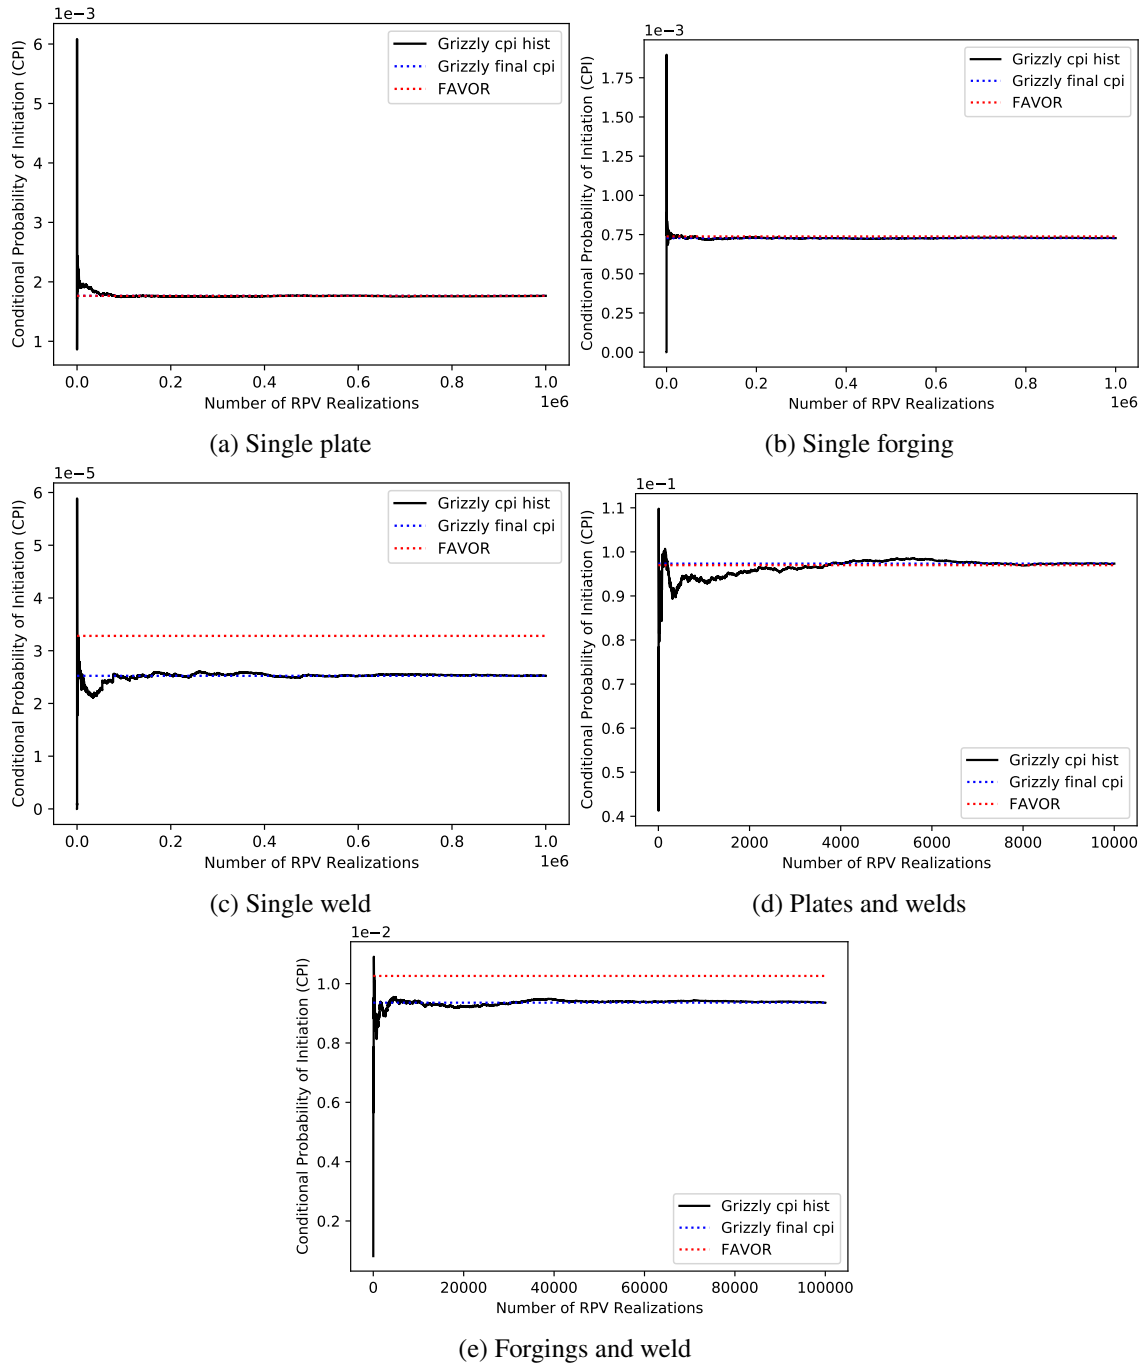 1e−3
Conditional Probability of Initiation (CPI)
6
5
4
3
2
1
Grizzly cpi hist
Grizzly final cpi
FAVOR
0.0 0.2 0.4 0.6 0.8 1.0
1e6
Number of RPV Realizations
(a) Single plate
1e−3
Conditional Probability of Initiation (CPI)
1.75
1.50
1.25
1.00
0.75
0.50
0.25
0.00
Grizzly cpi hist
Grizzly final cpi
FAVOR
0.0 0.2 0.4 0.6 0.8 1.0
1e6
Number of RPV Realizations
(b) Single forging
1e−5
Conditional Probability of Initiation (CPI)
6
5
4
3
2
1
0
Grizzly cpi hist
Grizzly final cpi
FAVOR
0.0 0.2 0.4 0.6 0.8 1.0
1e6
Number of RPV Realizations
(c) Single weld
1e−1
Conditional Probability of Initiation (CPI)
1.1
1.0
0.9
0.8
0.7
0.6
0.5
0.4
Grizzly cpi hist
Grizzly final cpi
FAVOR
0 2000 4000 6000 8000 10000
Number of RPV Realizations
(d) Plates and welds
1e−2
Conditional Probability of Initiation (CPI)
1.0
0.8
0.6
0.4
0.2
Grizzly cpi hist
Grizzly final cpi
FAVOR
0 20000 40000 60000 80000 100000
Number of RPV Realizations
(e) Forgings and weld